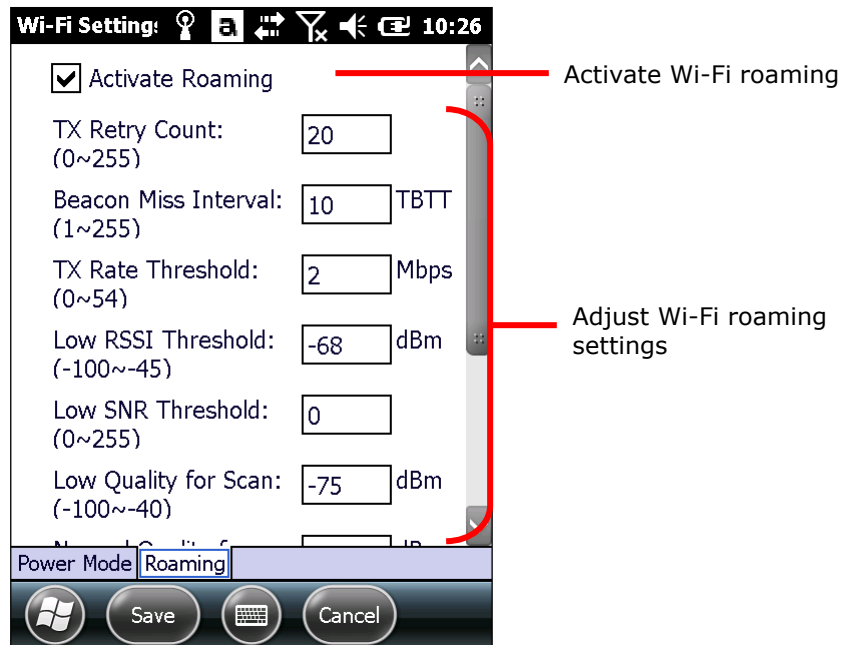 Wi-Fi Setting: a 10:26
Activate Roaming
Activate Wi-Fi roaming
TX Retry Count:
(0~255)
20
Beacon Miss Interval:
(1~255)
10 TBTT
TX Rate Threshold:
(0~54)
2 Mbps
Low RSSI Threshold:
(-100~-45)
-68 dBm
Adjust Wi-Fi roaming
settings
Low SNR Threshold:
(0~255)
0
Low Quality for Scan:
(-100~-40)
-75 dBm
Power Mode Roaming
Save Cancel